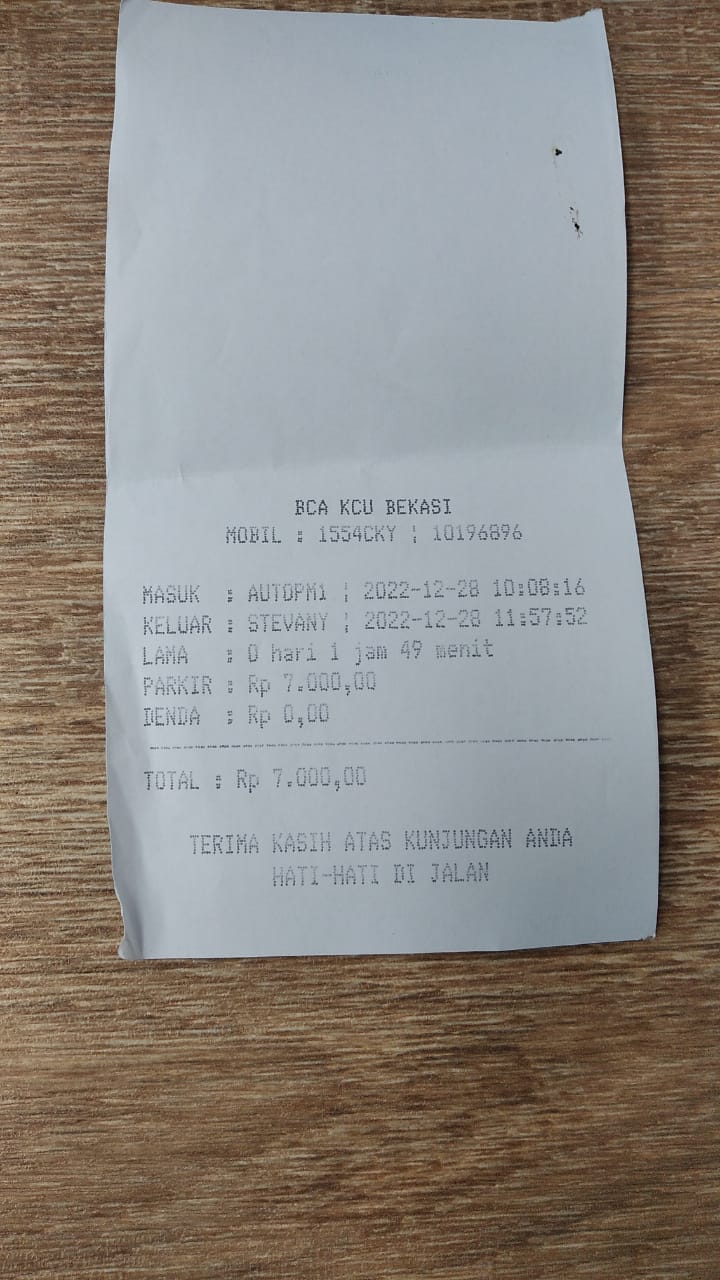 BCA KCU BEKASI
MOBIL : 1554CKY ¦ 10196896
MASUK : AUTOPM1 ¦ 2022-12-28 10:08:16
KELUAR : STEVANY ¦ 2022-12-28 11:57:52
LAMA : 0 hari 1 jam 49 menit
PARKIR : Rp 7.000,00
DENDA : Rp 0,00
TOTAL : Rp 7.000,00
TERIMA KASIH ATAS KUNJUNGAN ANDA
HATI-HATI DI JALAN